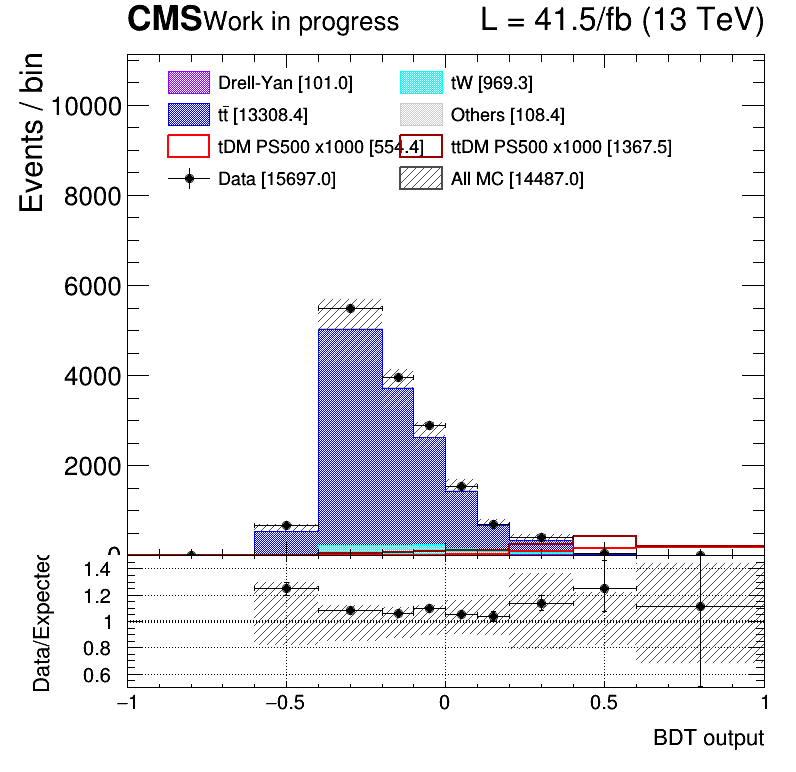 CMS Work in progress L = 41.5/fb (13 TeV)
Events / bin
10000
8000
6000
4000
2000
0
Drell-Yan [101.0] tW [969.3]
tt̄ [13308.4] Others [108.4]
tDM PS500 x1000 [554.4] ttDM PS500 x1000 [1367.5]
Data [15697.0] All MC [14487.0]
Data/Expected
1.4
1.2
1
0.8
0.6
−1 −0.5 0 0.5 1
BDT output